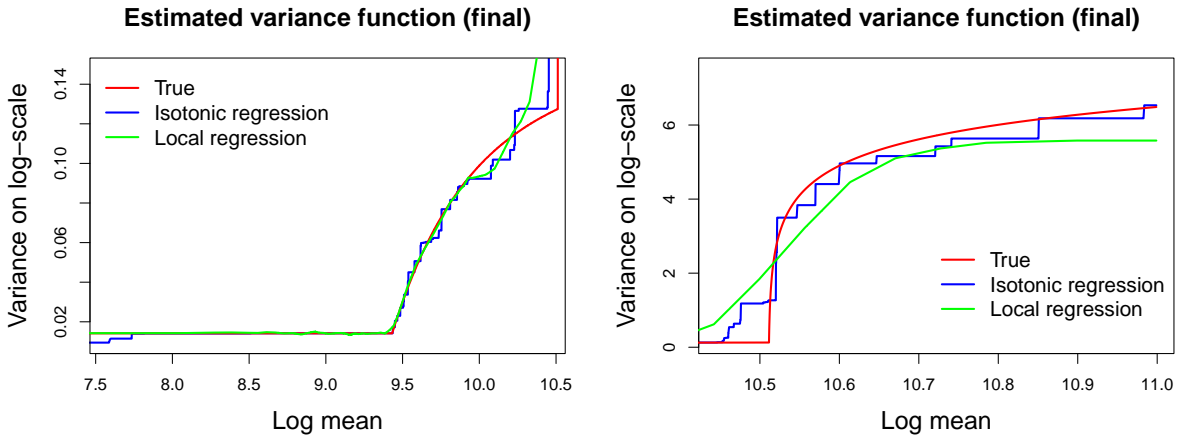 Estimated variance function (final)
Variance on log−scale
0.02
0.06
0.10
0.14
True
Isotonic regression
Local regression
7.5 8.0 8.5 9.0 9.5 10.0 10.5
Log mean
Estimated variance function (final)
Variance on log−scale
0
2
4
6
True
Isotonic regression
Local regression
10.5 10.6 10.7 10.8 10.9 11.0
Log mean